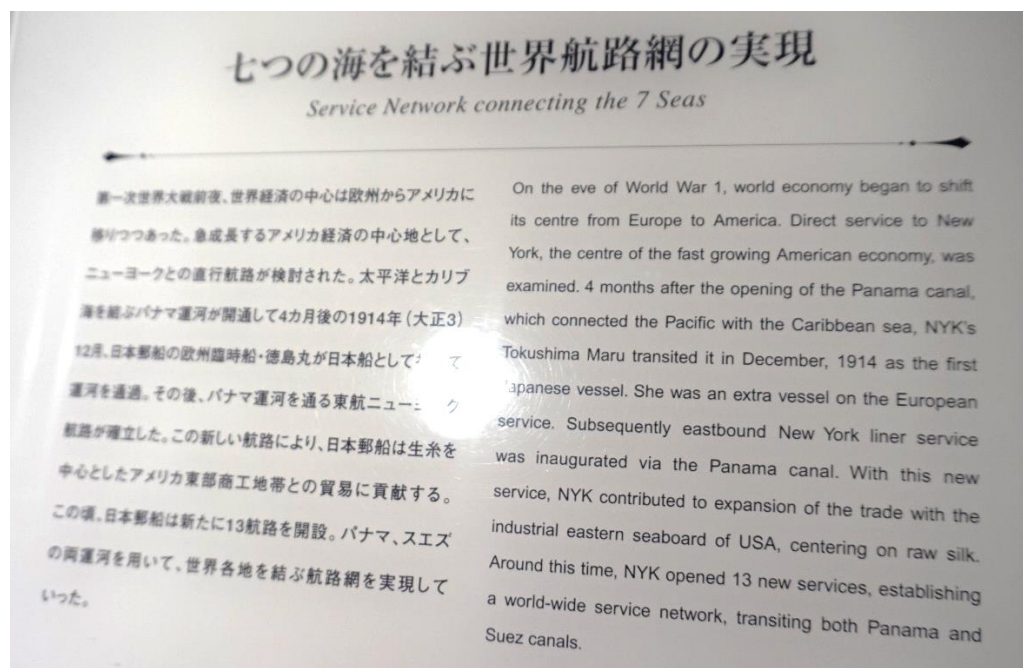 七つの海を結ぶ世界航路網の実現
Service Network connecting the 7 Seas
第一次世界大戦前夜、世界経済の中心は欧州からアメリカに
移りつつあった。急成長するアメリカ経済の中心地として、
ニューヨークとの直行航路が検討された。太平洋とカリブ
海を結ぶパナマ運河が開通して4カ月後の1914年（大正3）
12月、日本郵船の欧州臨時船・徳島丸が日本船として て
運河を通過。その後、パナマ運河を通る東航ニュー ク
航路が確立した。この新しい航路により、日本郵船は生糸を
中心としたアメリカ東部商工地帯との貿易に貢献する。
この頃、日本郵船は新たに13航路を開設。パナマ、スエズ
の両運河を用いて、世界各地を結ぶ航路網を実現して
いった。
On the eve of World War 1, world economy began to shift
its centre from Europe to America. Direct service to New
York, the centre of the fast growing American economy, was
examined. 4 months after the opening of the Panama canal,
which connected the Pacific with the Caribbean sea, NYK's
Tokushima Maru transited it in December, 1914 as the first
Japanese vessel. She was an extra vessel on the European
service. Subsequently eastbound New York liner service
was inaugurated via the Panama canal. With this new
service, NYK contributed to expansion of the trade with the
industrial eastern seaboard of USA, centering on raw silk.
Around this time, NYK opened 13 new services, establishing
a world-wide service network, transiting both Panama and
Suez canals.